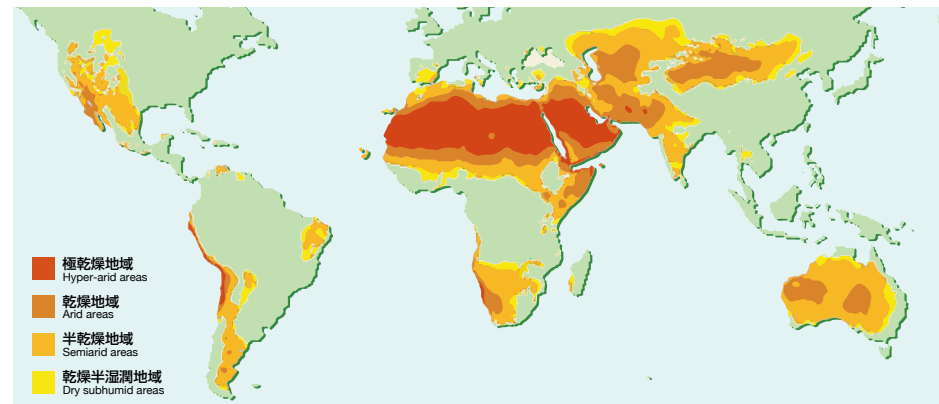 極乾燥地域
Hyper-arid areas
乾燥地域
Arid areas
半乾燥地域
Semiarid areas
乾燥半湿潤地域
Dry subhumid areas